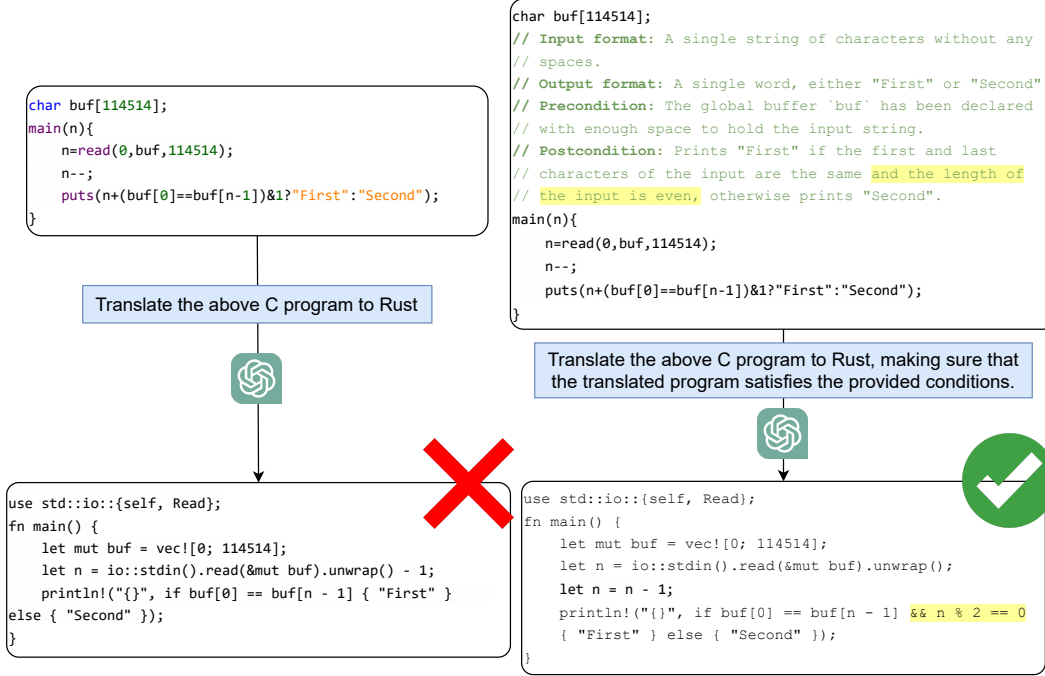 char buf[114514];
main(n){
    n=read(0,buf,114514);
    n--;
    puts(n+(buf[0]==buf[n-1])&1?"First":"Second");
}
Translate the above C program to Rust
use std::io::{self, Read};
fn main() {
    let mut buf = vec![0; 114514];
    let n = io::stdin().read(&mut buf).unwrap() - 1;
    println!("{}", if buf[0] == buf[n - 1] { "First" }
else { "Second" });
}
char buf[114514];
// Input format: A single string of characters without any
// spaces.
// Output format: A single word, either "First" or "Second"
// Precondition: The global buffer `buf` has been declared
// with enough space to hold the input string.
// Postcondition: Prints "First" if the first and last
// characters of the input are the same and the length of
// the input is even, otherwise prints "Second".
main(n){
    n=read(0,buf,114514);
    n--;
    puts(n+(buf[0]==buf[n-1])&1?"First":"Second");
}
Translate the above C program to Rust, making sure that
the translated program satisfies the provided conditions.
use std::io::{self, Read};
fn main() {
    let mut buf = vec![0; 114514];
    let n = io::stdin().read(&mut buf).unwrap();
    let n = n - 1;
    println!("{}", if buf[0] == buf[n - 1] && n % 2 == 0
    { "First" } else { "Second" });
}